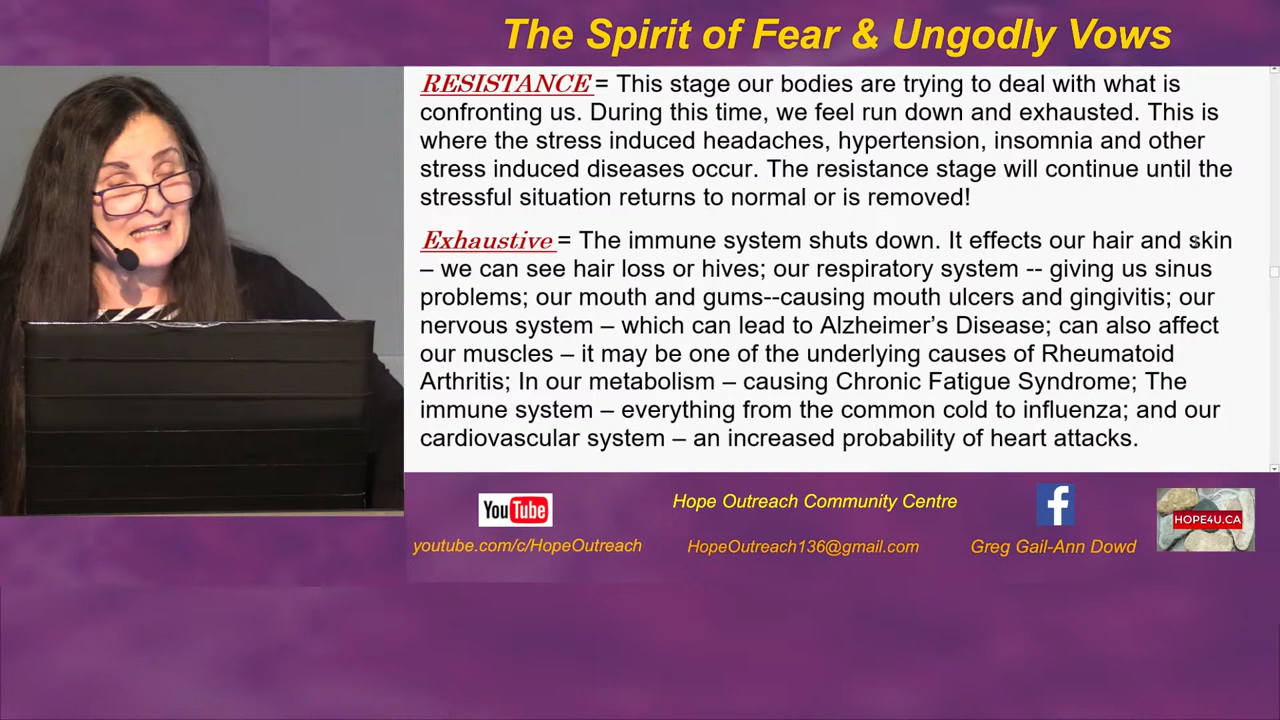 The Spirit of Fear & Ungodly Vows
RESISTANCE = This stage our bodies are trying to deal with what is
confronting us. During this time, we feel run down and exhausted. This is
where the stress induced headaches, hypertension, insomnia and other
stress induced diseases occur. The resistance stage will continue until the
stressful situation returns to normal or is removed!
Exhaustive = The immune system shuts down. It effects our hair and skin
– we can see hair loss or hives; our respiratory system -- giving us sinus
problems; our mouth and gums--causing mouth ulcers and gingivitis; our
nervous system – which can lead to Alzheimer's Disease; can also affect
our muscles – it may be one of the underlying causes of Rheumatoid
Arthritis; In our metabolism – causing Chronic Fatigue Syndrome; The
immune system – everything from the common cold to influenza; and our
cardiovascular system – an increased probability of heart attacks.
YouTube
youtube.com/c/HopeOutreach
Hope Outreach Community Centre
HopeOutreach136@gmail.com
f
Greg Gail-Ann Dowd
HOPE4U.CA